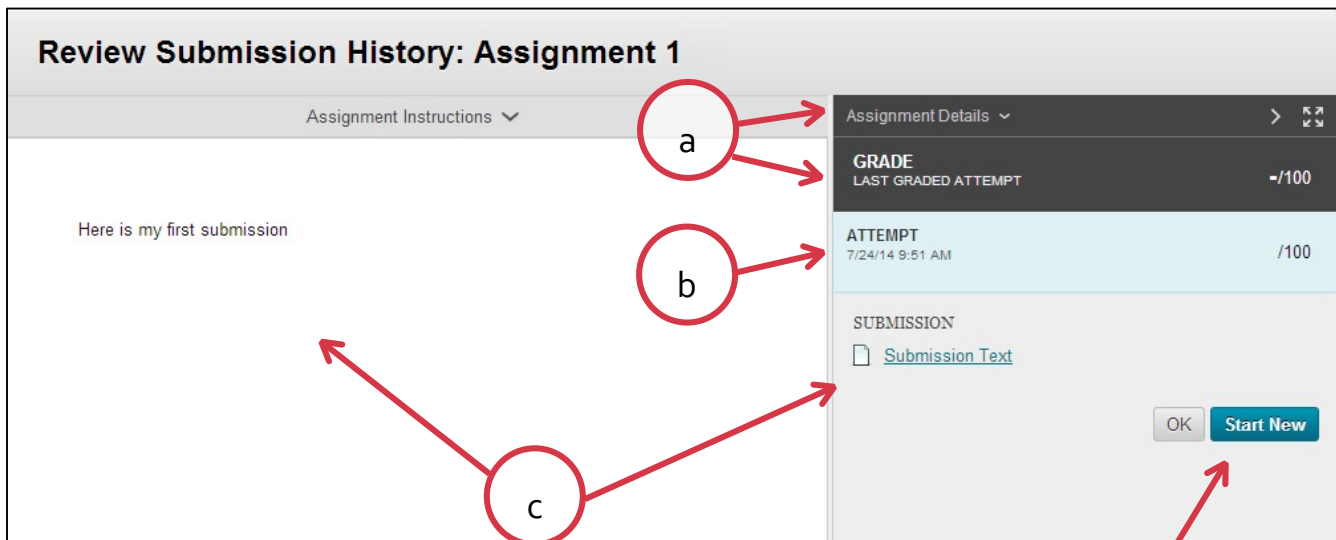 Review Submission History: Assignment 1
Assignment Instructions
a
Assignment Details
GRADE
LAST GRADED ATTEMPT
-/100
Here is my first submission
b
ATTEMPT
7/24/14 9:51 AM
/100
SUBMISSION
Submission Text
OK
Start New
c